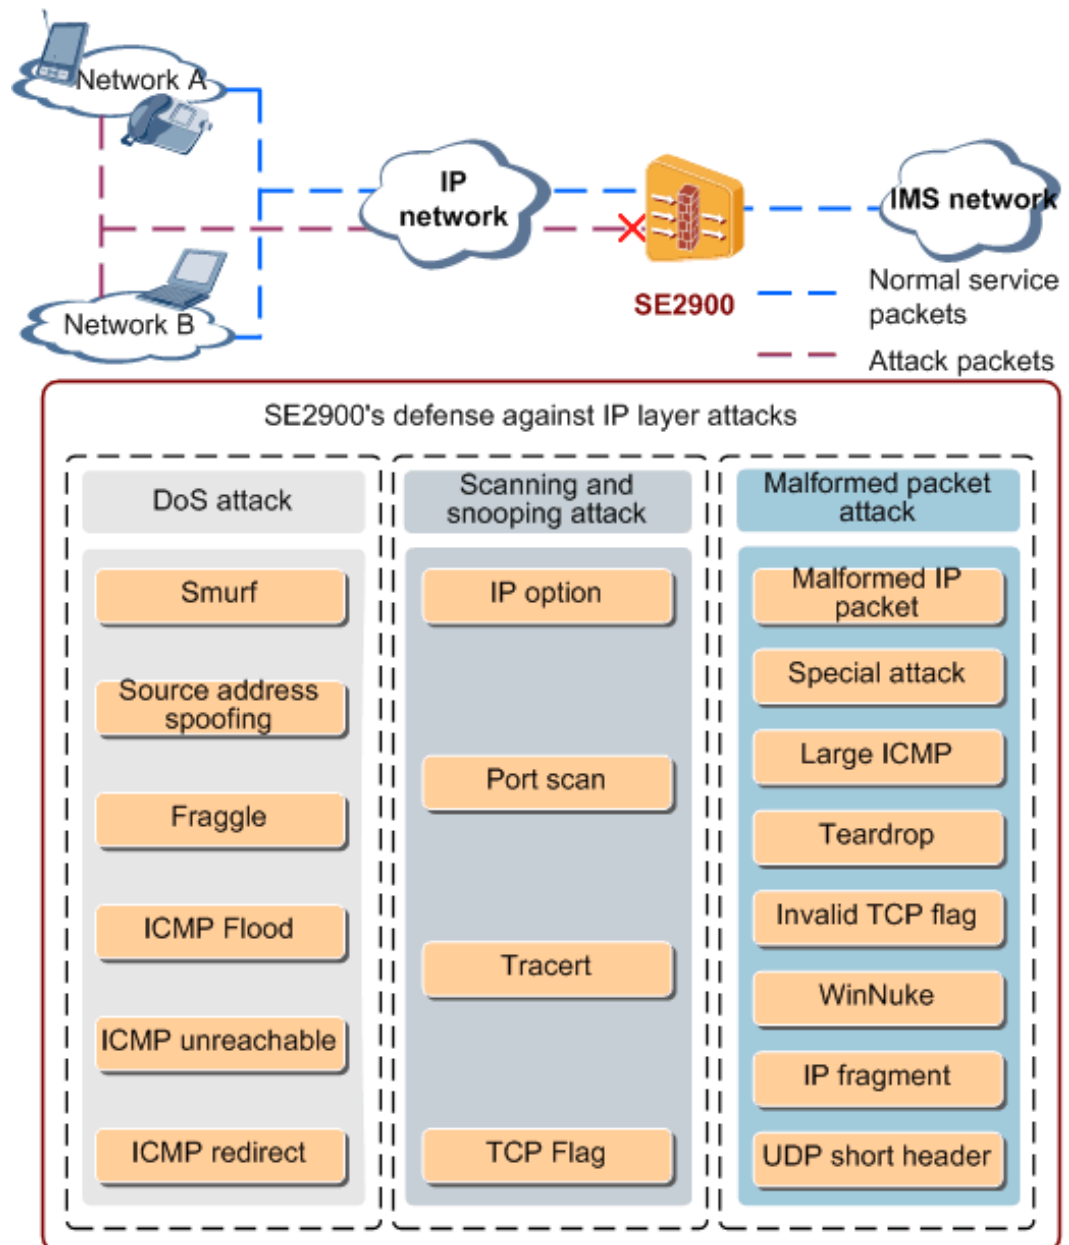 Network A
IP
network
IMS network
Network B
SE2900
Normal service
packets
Attack packets
SE2900's defense against IP layer attacks
DoS attack
Smurf
Source address
spoofing
Fraggle
ICMP Flood
ICMP unreachable
ICMP redirect
Scanning and
snooping attack
IP option
Port scan
Tracert
TCP Flag
Malformed packet
attack
Malformed IP
packet
Special attack
Large ICMP
Teardrop
Invalid TCP flag
WinNuke
IP fragment
UDP short header